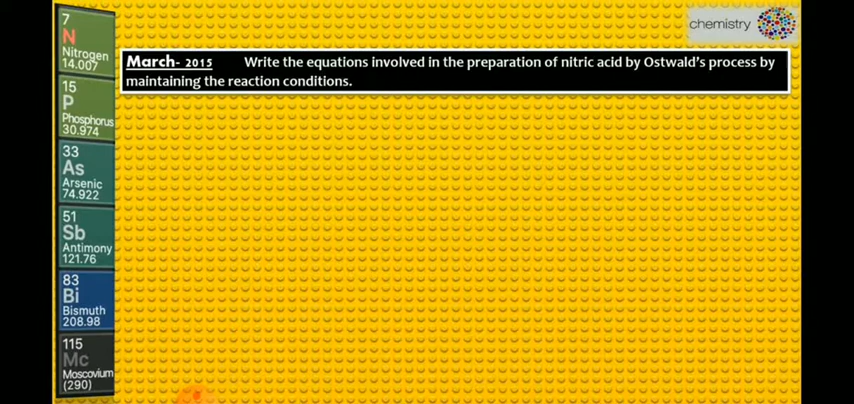 chemistry
7
N
Nitrogen
14.007
15
P
Phosphorus
30.974
33
As
Arsenic
74.922
51
Sb
Antimony
121.76
83
Bi
Bismuth
208.98
115
Mc
Moscovium
(290)
March- 2015 Write the equations involved in the preparation of nitric acid by Ostwald's process by
maintaining the reaction conditions.